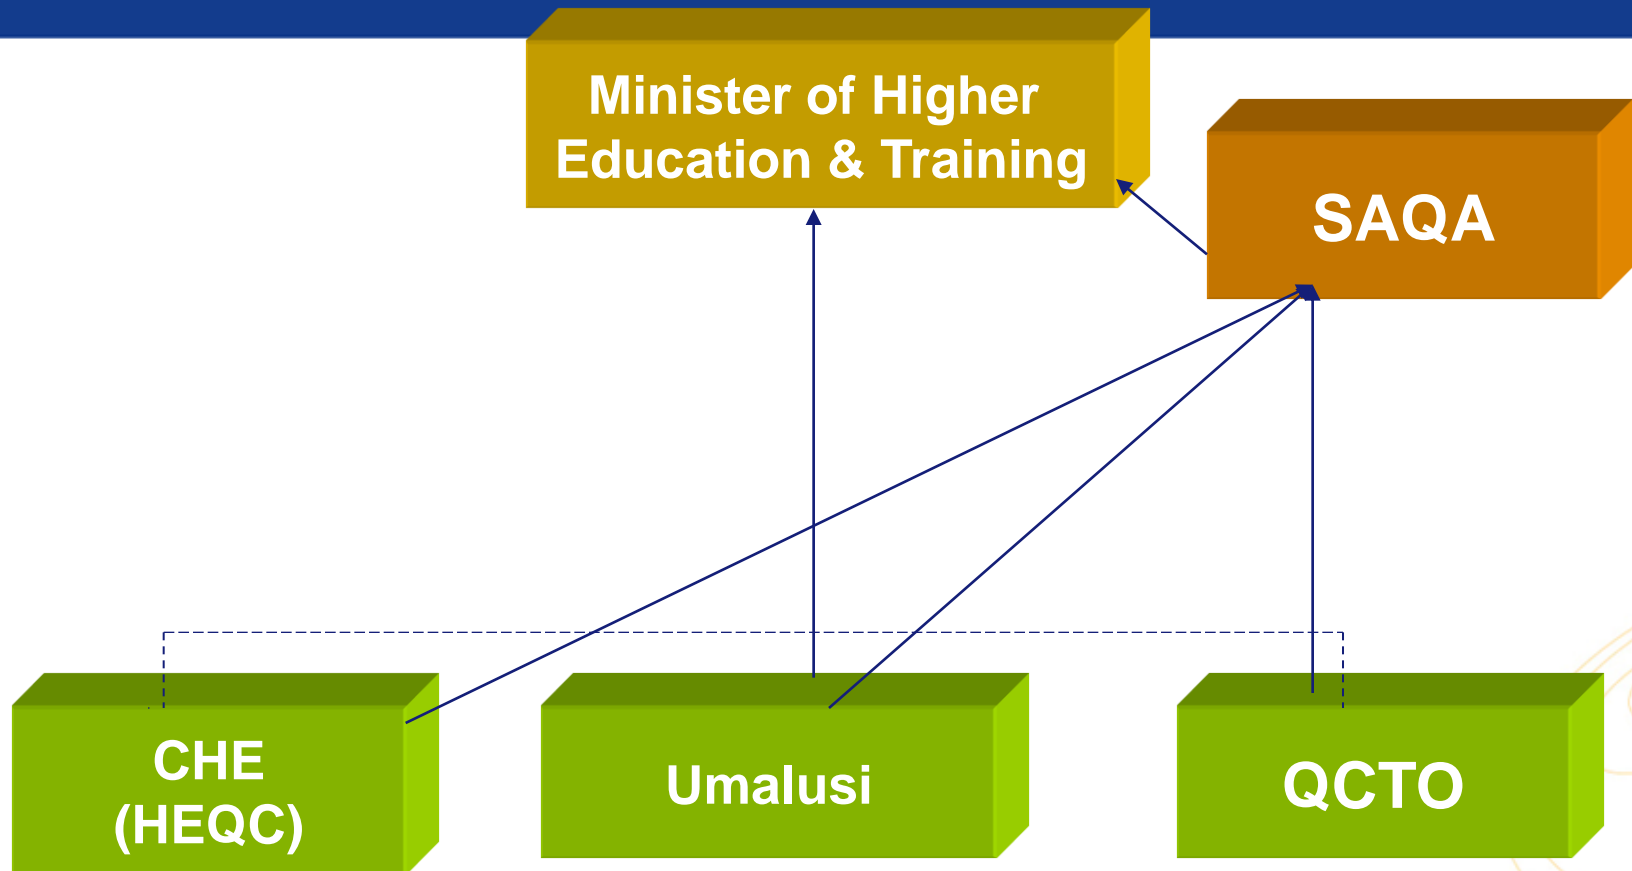 Minister of Higher
Education & Training
SAQA
CHE
(HEQC)
Umalusi
QCTO